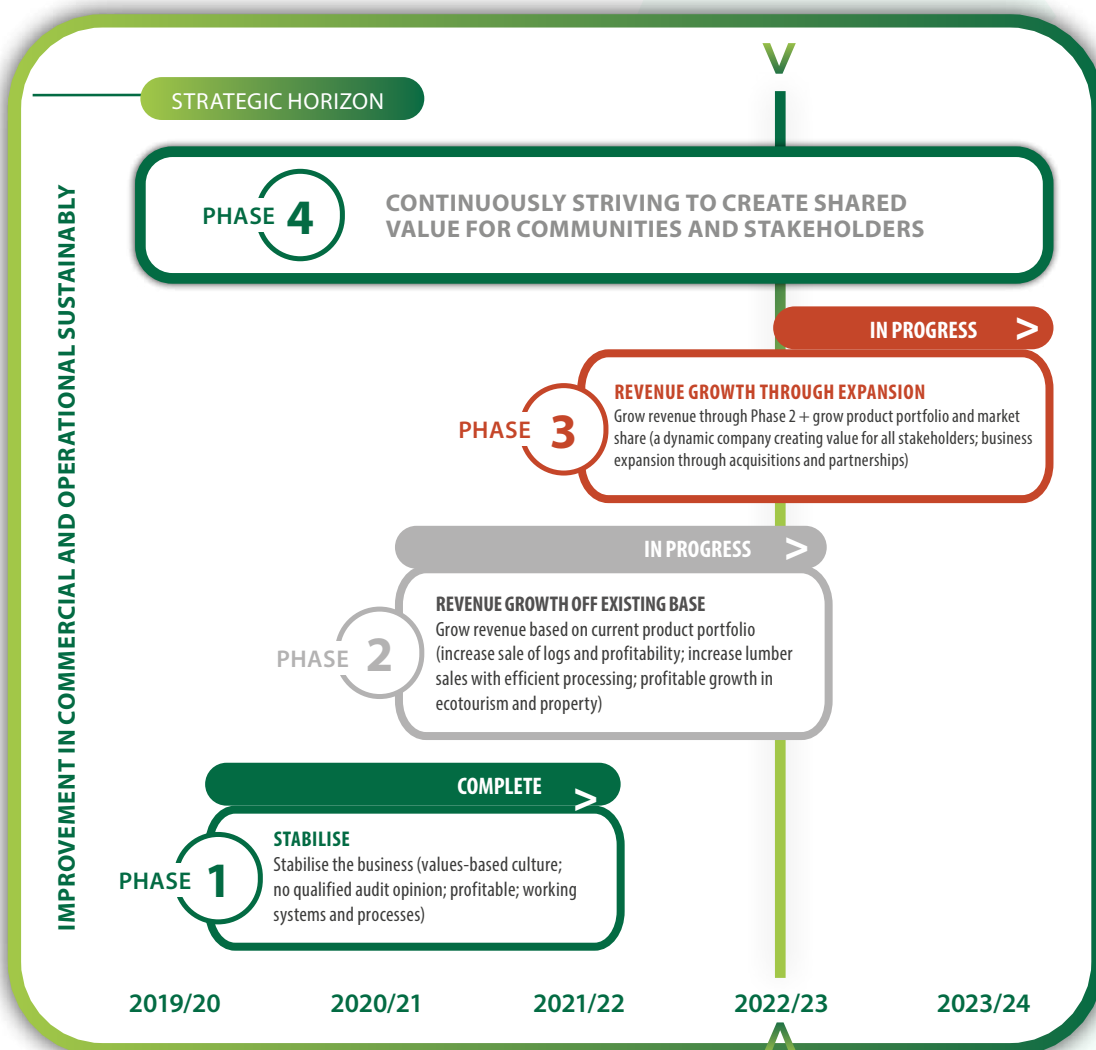 STRATEGIC HORIZON
IMPROVEMENT IN COMMERCIAL AND OPERATIONAL SUSTAINABLY
PHASE 4
CONTINUOUSLY STRIVING TO CREATE SHARED
VALUE FOR COMMUNITIES AND STAKEHOLDERS
IN PROGRESS >
PHASE 3
REVENUE GROWTH THROUGH EXPANSION
Grow revenue through Phase 2 + grow product portfolio and market
share (a dynamic company creating value for all stakeholders; business
expansion through acquisitions and partnerships)
IN PROGRESS >
PHASE 2
REVENUE GROWTH OFF EXISTING BASE
Grow revenue based on current product portfolio
(increase sale of logs and profitability; increase lumber
sales with efficient processing; profitable growth in
ecotourism and property)
COMPLETE >
PHASE 1
STABILISE
Stabilise the business (values-based culture;
no qualified audit opinion; profitable; working
systems and processes)
2019/20 2020/21 2021/22 2022/23 2023/24